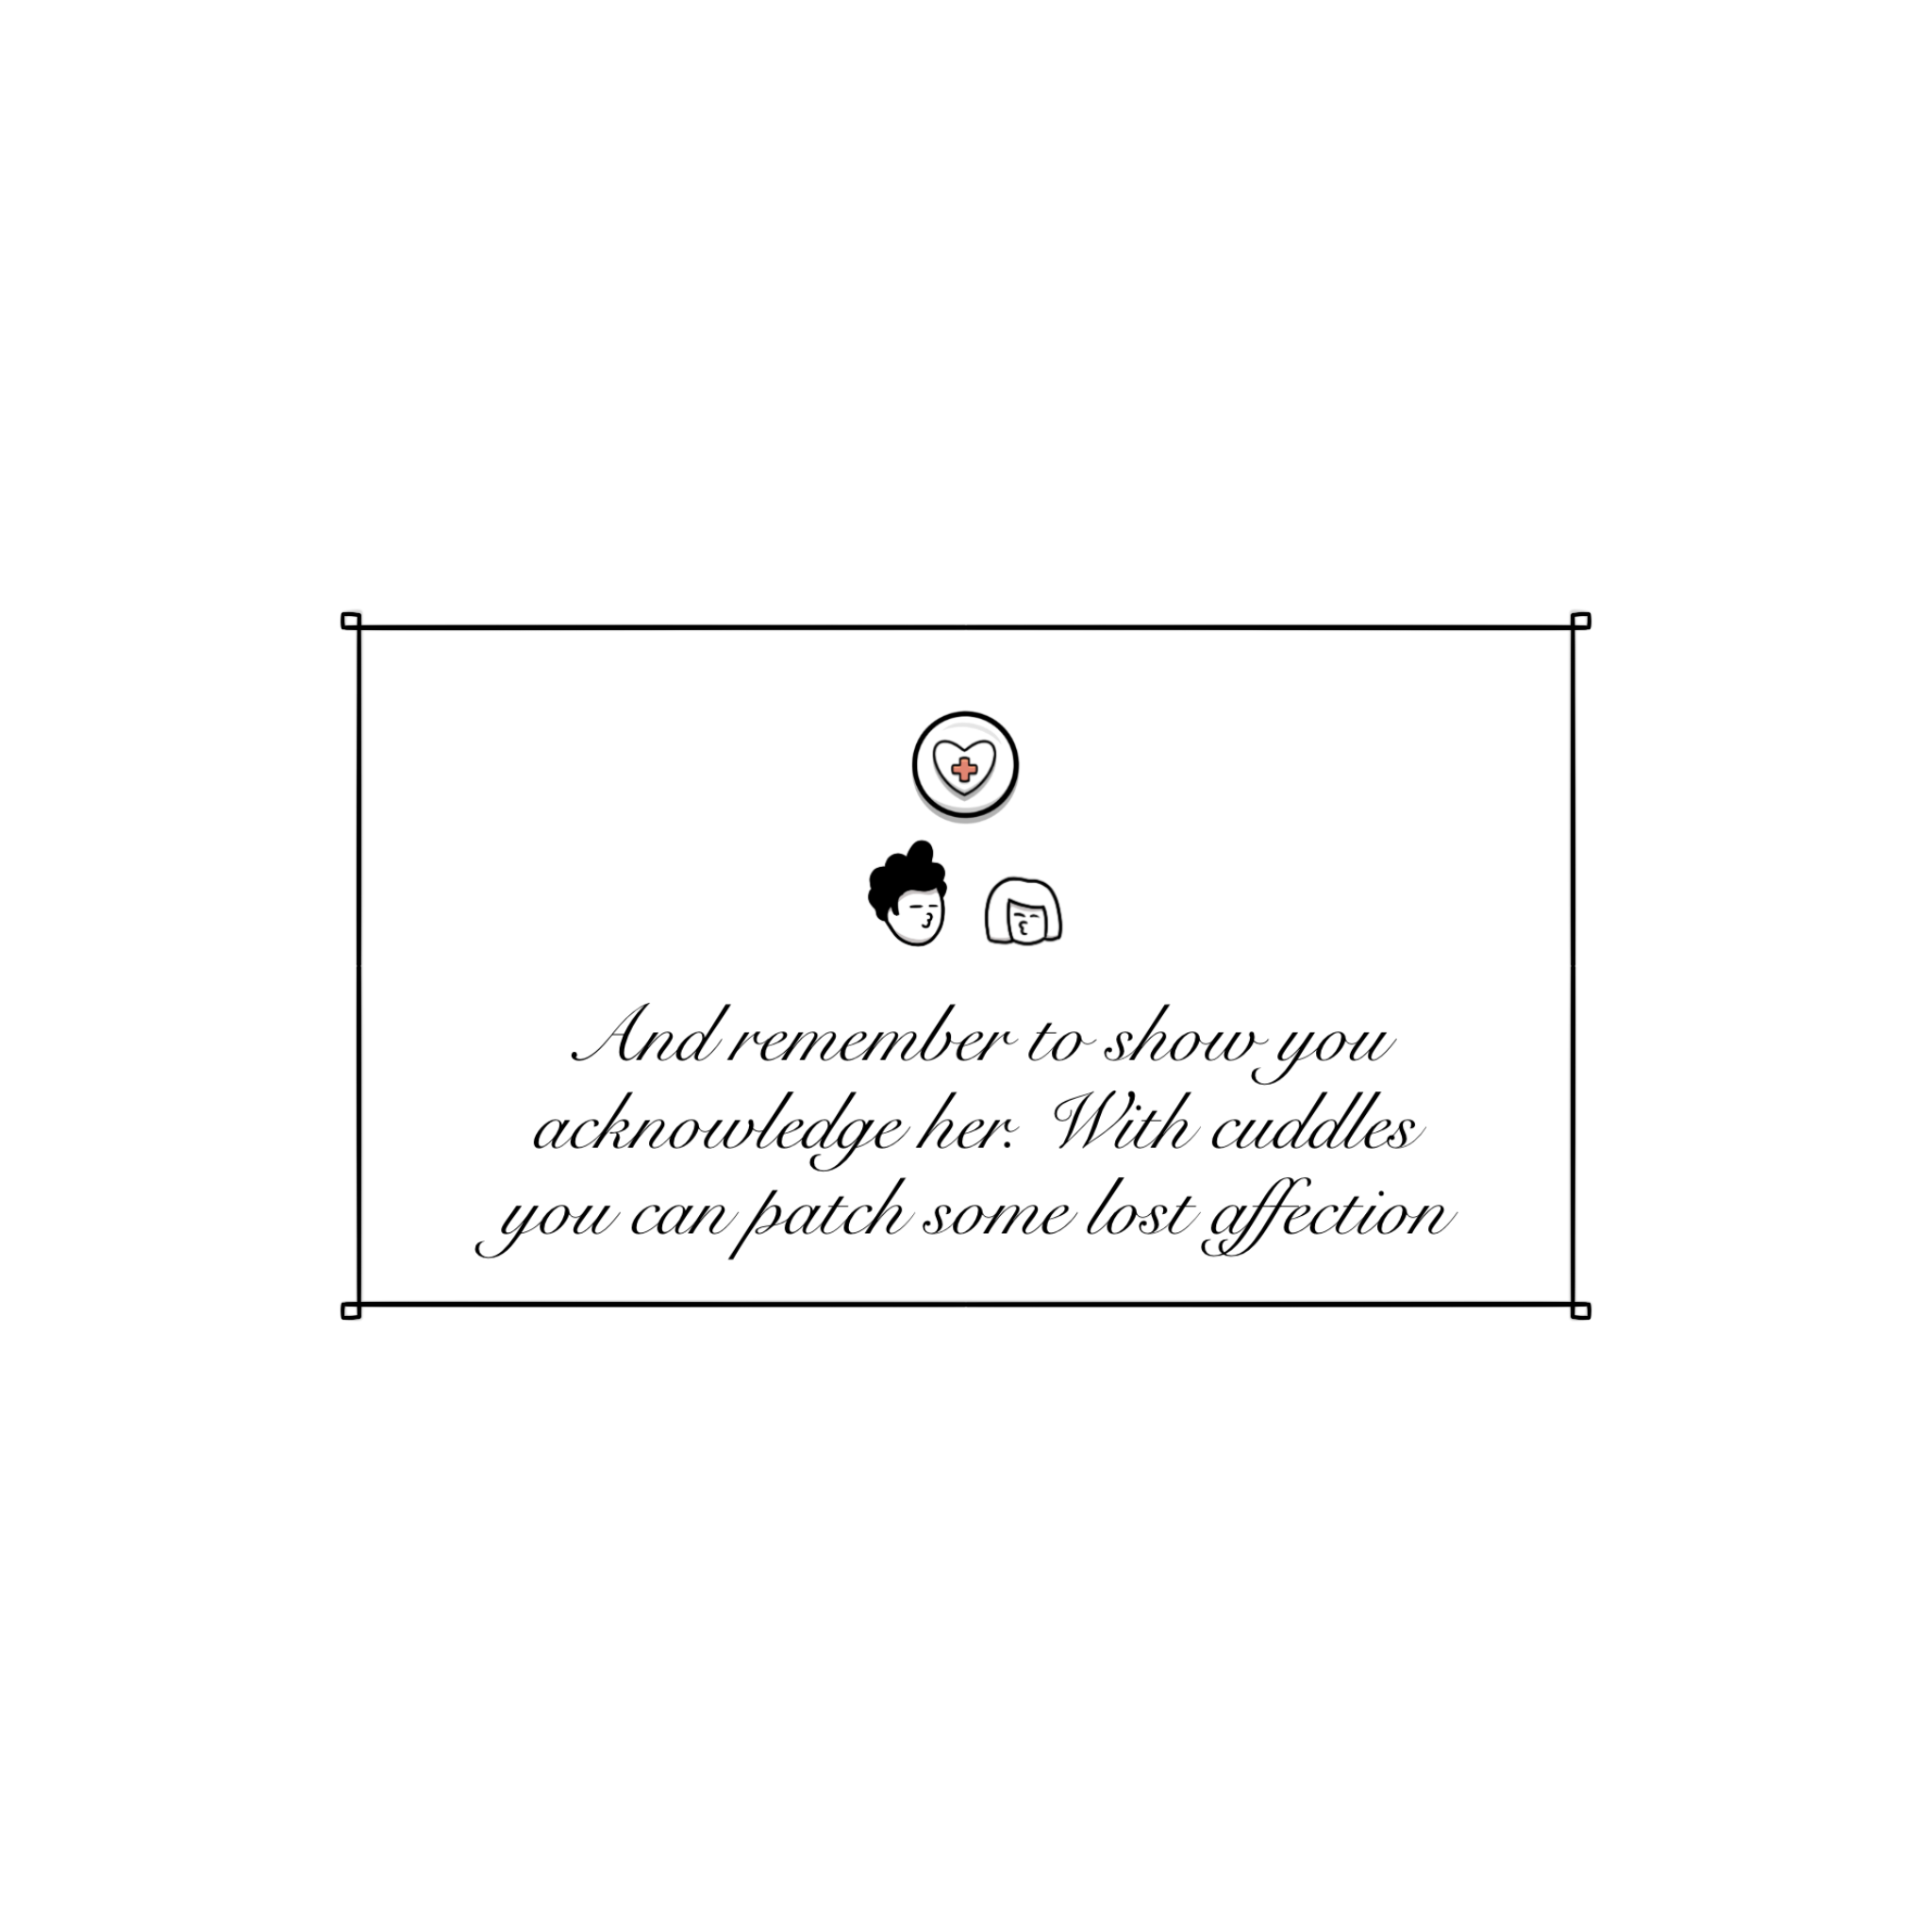 And remember to show you
acknowledge her. With cuddles
you can patch some lost affection